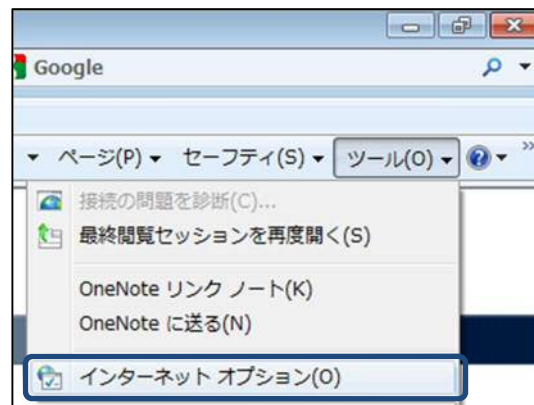 Google
ページ(P) セーフティ(S) ツール(O) »
接続の問題を診断(C)...
最終閲覧セッションを再度開く(S)
OneNote リンク ノート(K)
OneNote に送る(N)
インターネット オプション(O)